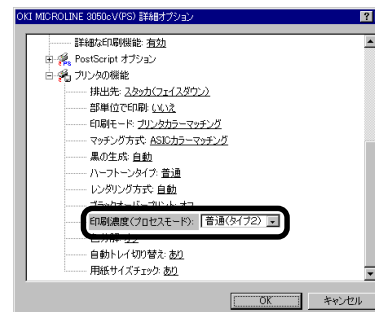 OKI MICROLINE 3050cV(PS) 詳細オプション
詳細な印刷機能: 有効
PostScript オプション
プリンタの機能
排出先: スタッカ(フェイスダウン)
部単位で印刷: いいえ
印刷モード: プリンタカラーマッチング
マッチング方式: ASICカラーマッチング
黒の生成: 自動
ハーフトーンタイプ: 普通
レンダリング方式: 自動
印刷濃度(プロセスモード): 普通(タイプ2)
自動トレイ切り替え: あり
用紙サイズチェック: あり
OK キャンセル